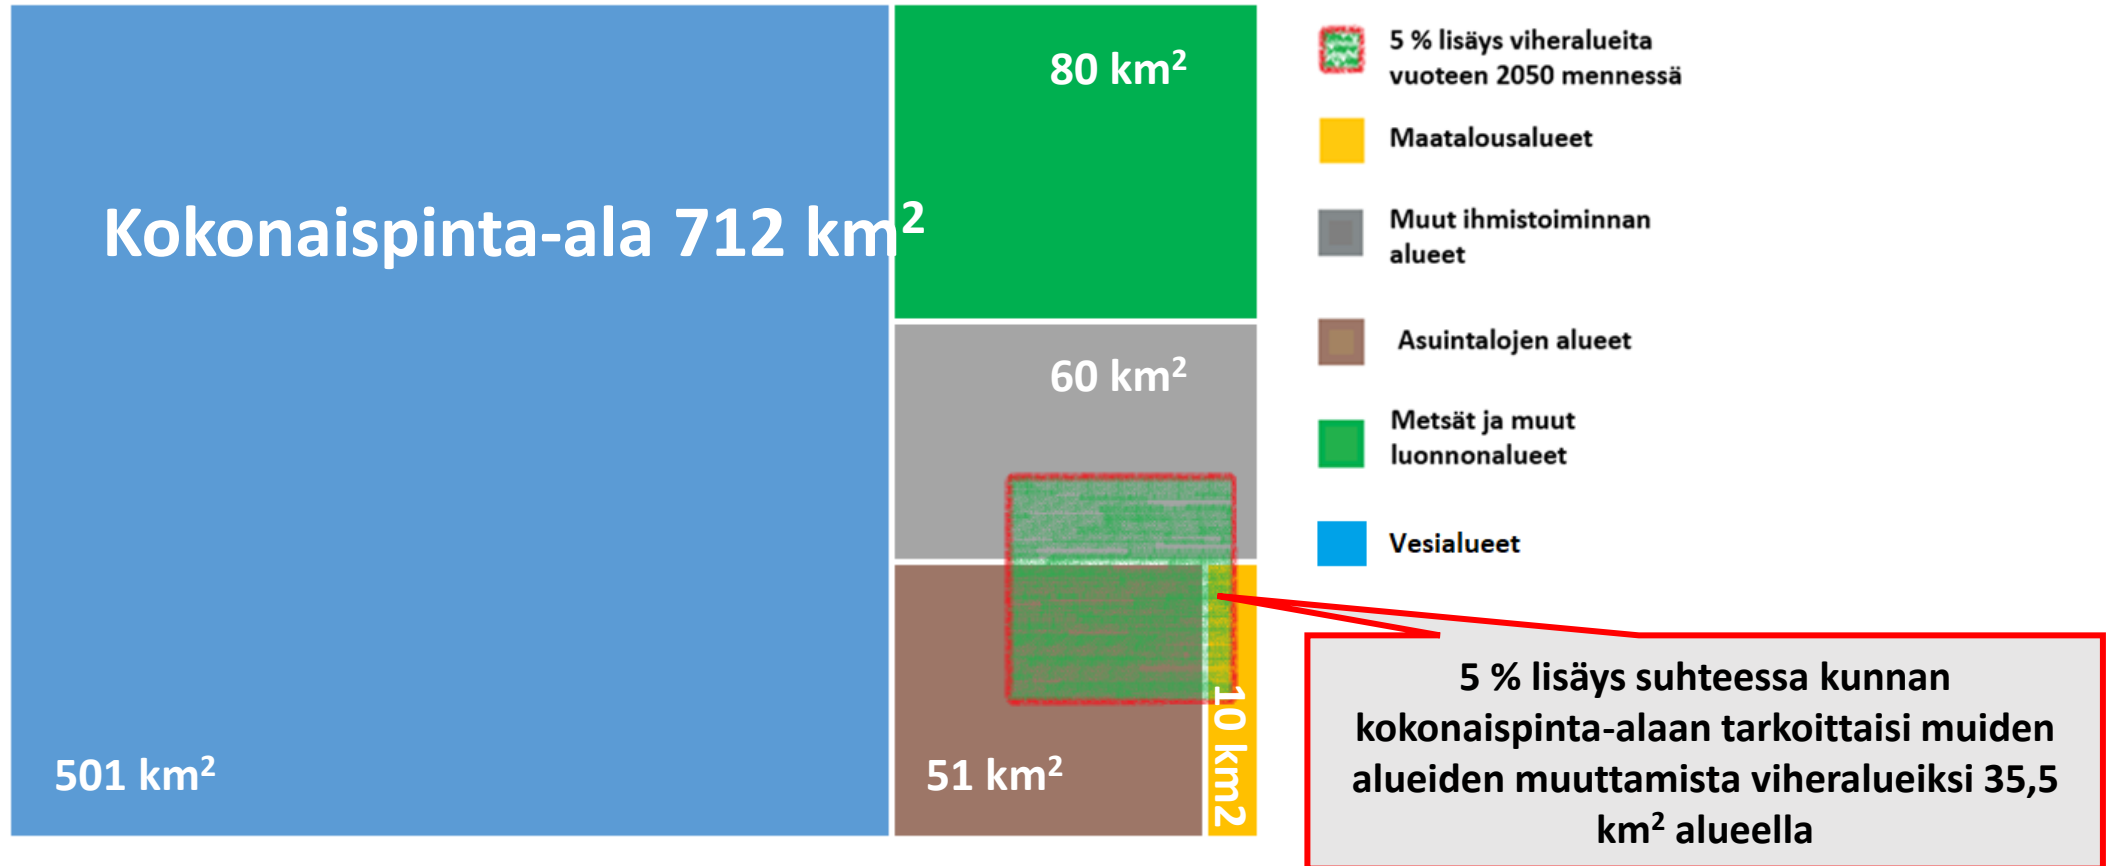 Kokonaispinta-ala 712 km²
501 km²
80 km²
60 km²
51 km²
10 km2
5 % lisäys viheralueita
vuoteen 2050 mennessä
Maatalousalueet
Muut ihmistoiminnan
alueet
Asuintalojen alueet
Metsät ja muut
luonnonalueet
Vesialueet
5 % lisäys suhteessa kunnan
kokonaispinta-alaan tarkoittaisi muiden
alueiden muuttamista viheralueiksi 35,5
km² alueella